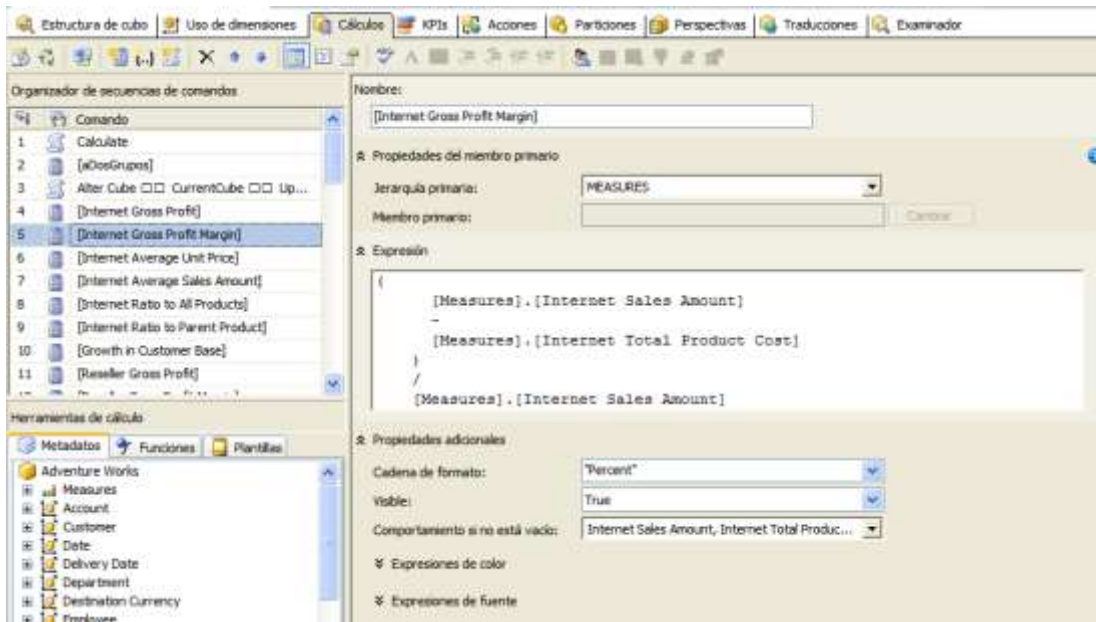 Estructura de cubo Uso de dimensiones Cálculos KPIs Acciones Particiones Perspectivas Traducciones Examinador
Organizador de secuencias de comandos
Comando
1 Calculate
2 [aDosGrupos]
3 Alter Cube □□ CurrentCube □□ Up...
4 [Internet Gross Profit]
5 [Internet Gross Profit Margin]
6 [Internet Average Unit Price]
7 [Internet Average Sales Amount]
8 [Internet Ratio to All Products]
9 [Internet Ratio to Parent Product]
10 [Growth in Customer Base]
11 [Reseller Gross Profit]
Herramientas de cálculo
Metadatos Funciones Plantillas
Adventure Works
Measures
Account
Customer
Date
Delivery Date
Department
Destination Currency
Employee
Nombre:
[Internet Gross Profit Margin]
Propiedades del miembro primario
Jerarquía primaria: MEASURES
Miembro primario: Cambiar
Expresión
(
[Measures].[Internet Sales Amount]
-
[Measures].[Internet Total Product Cost]
)
/
[Measures].[Internet Sales Amount]
Propiedades adicionales
Cadena de formato: "Percent"
Visible: True
Comportamiento si no está vacío: Internet Sales Amount, Internet Total Produc...
Expresiones de color
Expresiones de fuente